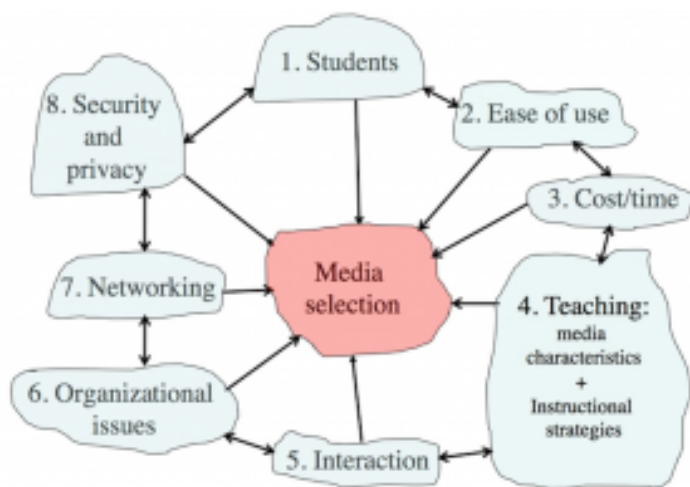 1. Students
2. Ease of use
3. Cost/time
4. Teaching:
media
characteristics
+
Instructional
strategies
5. Interaction
6. Organizational
issues
7. Networking
8. Security
and
privacy
Media
selection